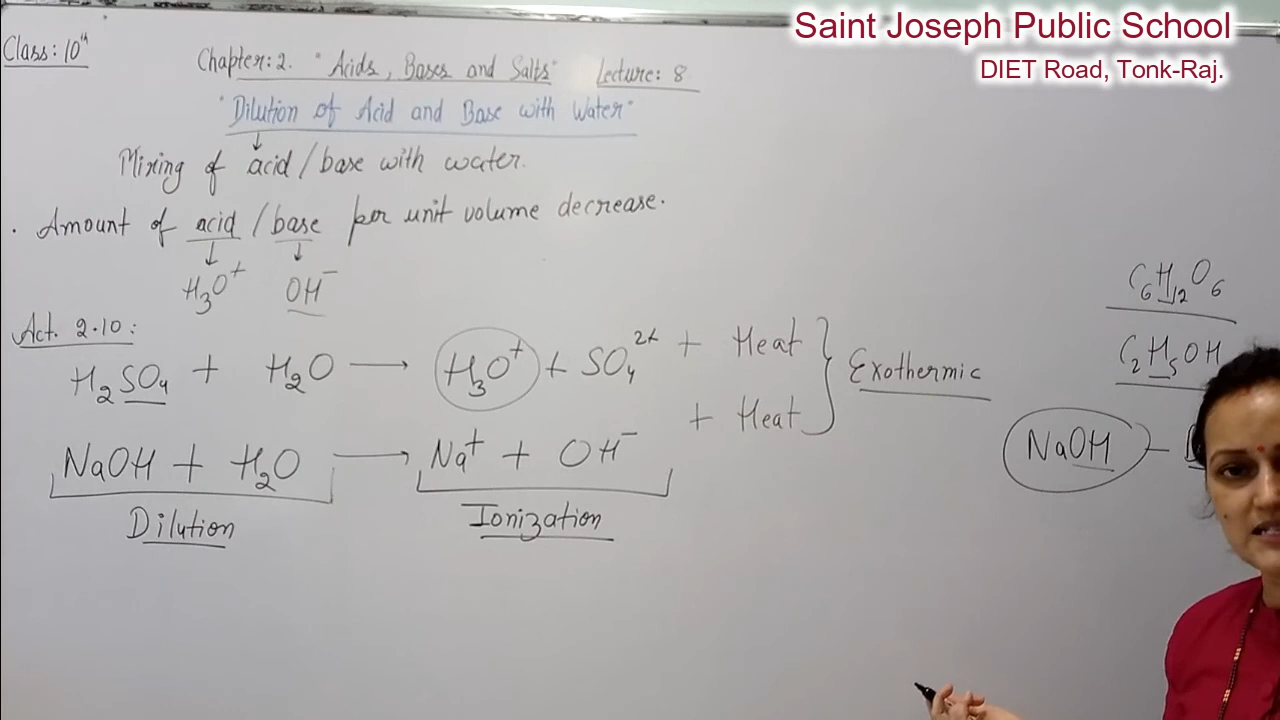 Saint Joseph Public School
DIET Road, Tonk-Raj.
Class: 10th
Chapter: 2. "Acids, Bases and Salts" Lecture: 8
"Dilution of Acid and Base with Water"
↓
Mixing of acid / base with water.
. Amount of acid / base per unit volume decrease.
↓ ↓
H₃O⁺ OH⁻
C₆H₁₂O₆
Act. 2.10:
C₂H₅OH
H₂SO₄ + H₂O → H₃O⁺ + SO₄ + Heat } Exothermic
NaOH + H₂O → Na⁺ + OH⁻ + Heat
NaOH –
Dilution Ionization